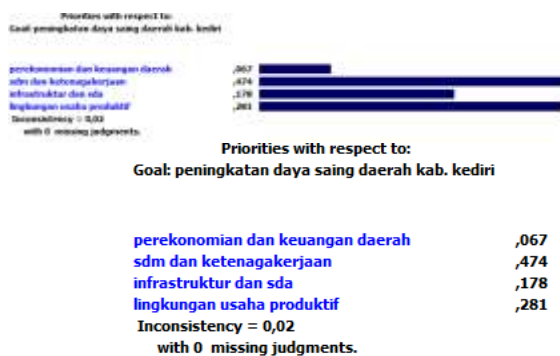 Priorities with respect to:
Goal: peningkatan daya saing daerah kab. kediri
perekonomian dan keuangan daerah ,067
sdm dan ketenagakerjaan ,474
infrastruktur dan sda ,178
lingkungan usaha produktif ,281
Inconsistency = 0,02
with 0 missing judgments.
Priorities with respect to:
Goal: peningkatan daya saing daerah kab. kediri
perekonomian dan keuangan daerah ,067
sdm dan ketenagakerjaan ,474
infrastruktur dan sda ,178
lingkungan usaha produktif ,281
Inconsistency = 0,02
with 0 missing judgments.